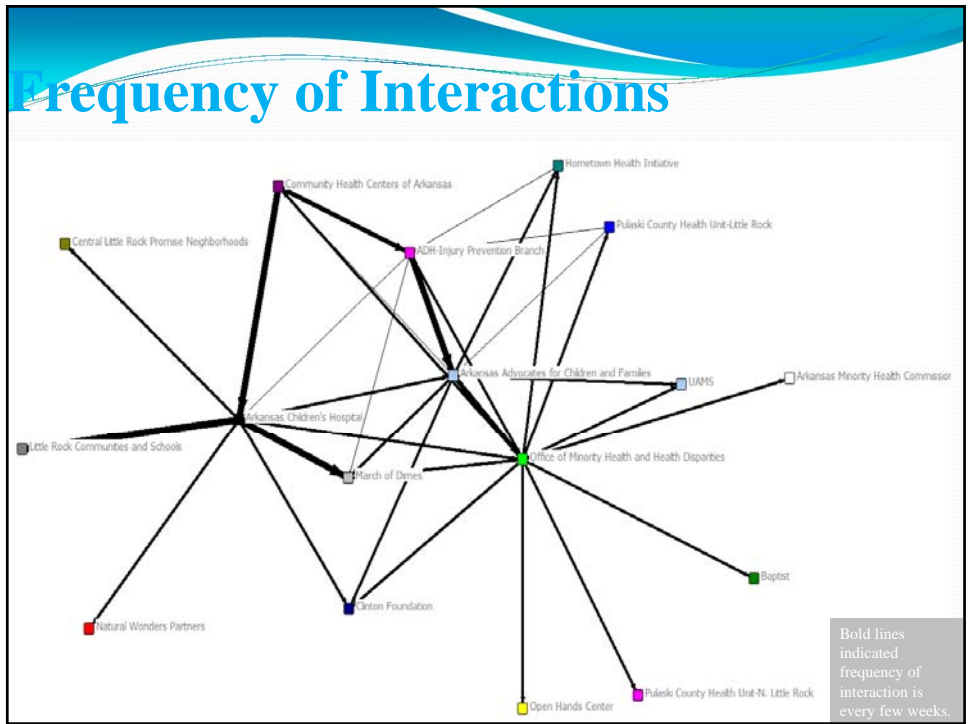 Frequency of Interactions
Hometown Health Initiative
Community Health Centers of Arkansas
Pulaski County Health Unit-Little Rock
Central Little Rock Promise Neighborhoods
ADH-Injury Prevention Branch
Arkansas Advocates for Children and Families
UAMS
Arkansas Minority Health Commission
Arkansas Children's Hospital
Little Rock Communities and Schools
Office of Minority Health and Health Disparities
March of Dimes
Baptist
Clinton Foundation
Natural Wonders Partners
Pulaski County Health Unit-N. Little Rock
Open Hands Center
Bold lines
indicated
frequency of
interaction is
every few weeks.